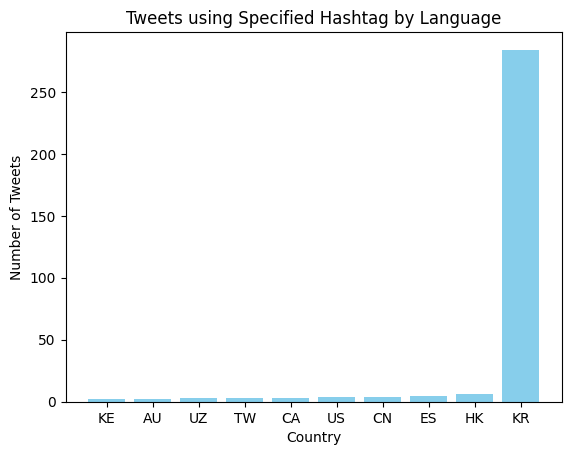 Tweets using Specified Hashtag by Language
Number of Tweets
250
200
150
100
50
0
KE AU UZ TW CA US CN ES HK KR
Country